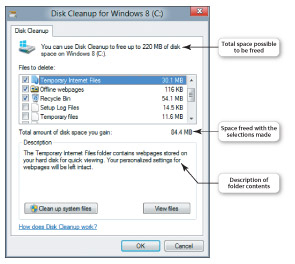 Disk Cleanup for Windows 8 (C:)
Disk Cleanup
You can use Disk Cleanup to free up to 220 MB of disk
space on Windows 8 (C:).
Total space possible
to be freed
Files to delete:
Temporary Internet Files 30.1 MB
Offline webpages 116 KB
Recycle Bin 54.1 MB
Setup Log Files 14.5 KB
Temporary files 11.6 MB
Total amount of disk space you gain: 84.4 MB
Space freed with the
selections made
Description
The Temporary Internet Files folder contains webpages stored on
your hard disk for quick viewing. Your personalized settings for
webpages will be left intact.
Description of
folder contents
Clean up system files View files
How does Disk Cleanup work?
OK Cancel